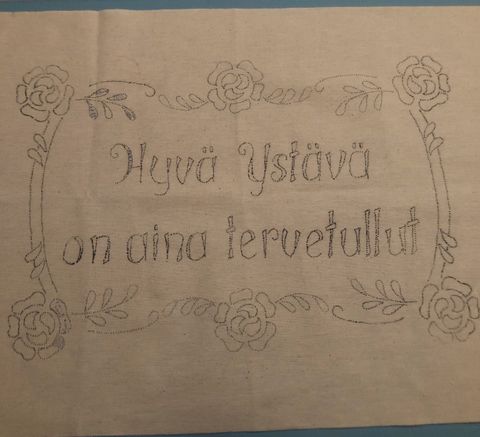 Hyvä Ystävä
on aina tervetullut